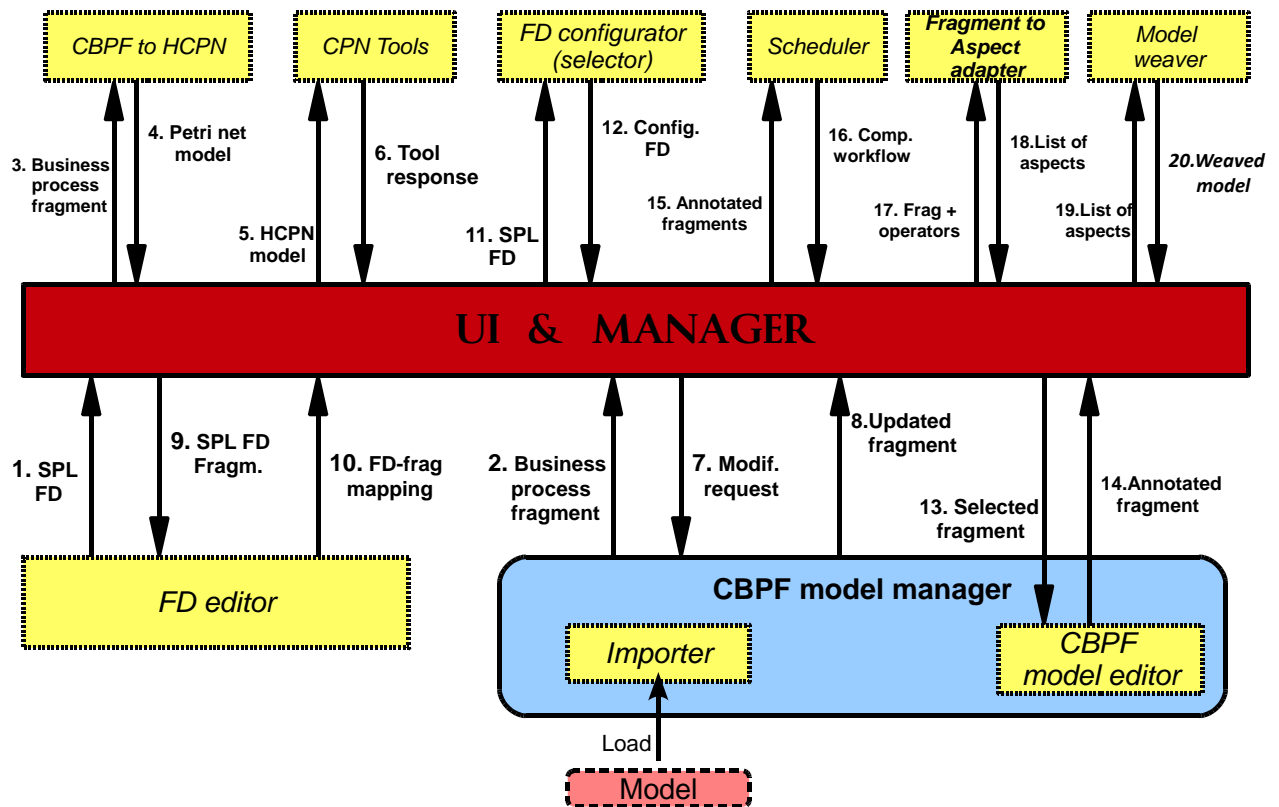 CBPF to HCPN
CPN Tools
FD configurator
(selector)
Scheduler
Fragment to
Aspect
adapter
Model
weaver
3. Business
process
fragment
4. Petri net
model
5. HCPN
model
6. Tool
response
11. SPL
FD
12. Config.
FD
15. Annotated
fragments
16. Comp.
workflow
17. Frag +
operators
18.List of
aspects
19.List of
aspects
20.Weaved
model
UI & MANAGER
1. SPL
FD
9. SPL FD
Fragm.
10. FD-frag
mapping
2. Business
process
fragment
7. Modif.
request
8.Updated
fragment
13. Selected
fragment
14.Annotated
fragment
FD editor
CBPF model manager
Importer
CBPF
model editor
Load
Model